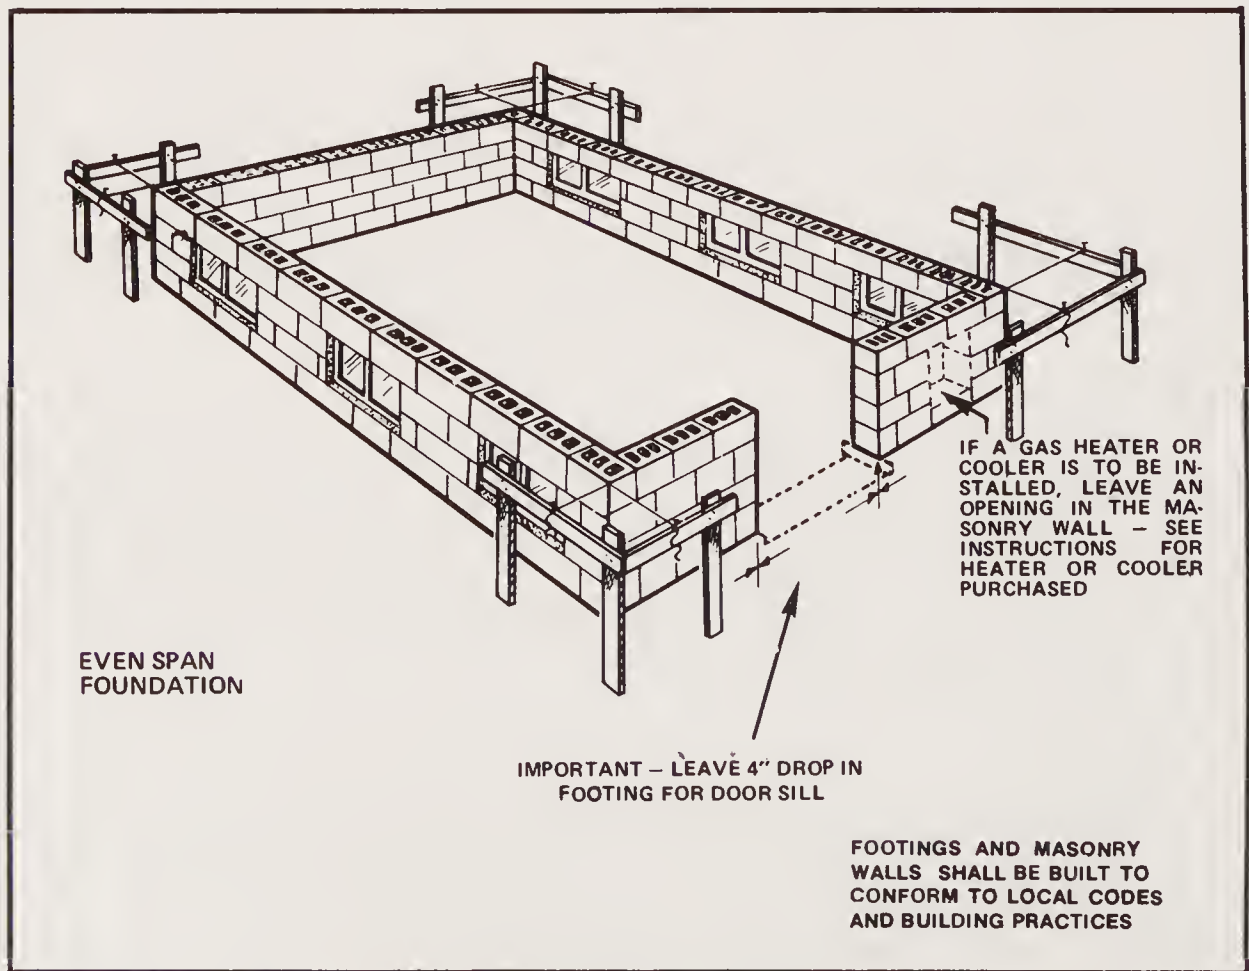 IF A GAS HEATER OR
COOLER IS TO BE IN-
STALLED, LEAVE AN
OPENING IN THE MA-
SONRY WALL – SEE
INSTRUCTIONS FOR
HEATER OR COOLER
PURCHASED
EVEN SPAN
FOUNDATION
IMPORTANT – LEAVE 4" DROP IN
FOOTING FOR DOOR SILL
FOOTINGS AND MASONRY
WALLS SHALL BE BUILT TO
CONFORM TO LOCAL CODES
AND BUILDING PRACTICES